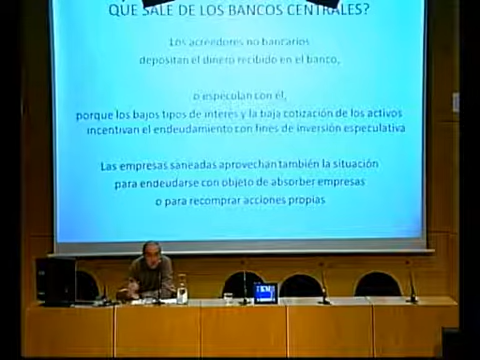 QUE SALE DE LOS BANCOS CENTRALES?
Los acreedores no bancarios
depositan el dinero recibido en el banco,
o especulan con él,
porque los bajos tipos de interés y la baja cotización de los activos
incentivan el endeudamiento con fines de inversión especulativa
Las empresas saneadas aprovechan también la situación
para endeudarse con objeto de absorber empresas
o para recomprar acciones propias